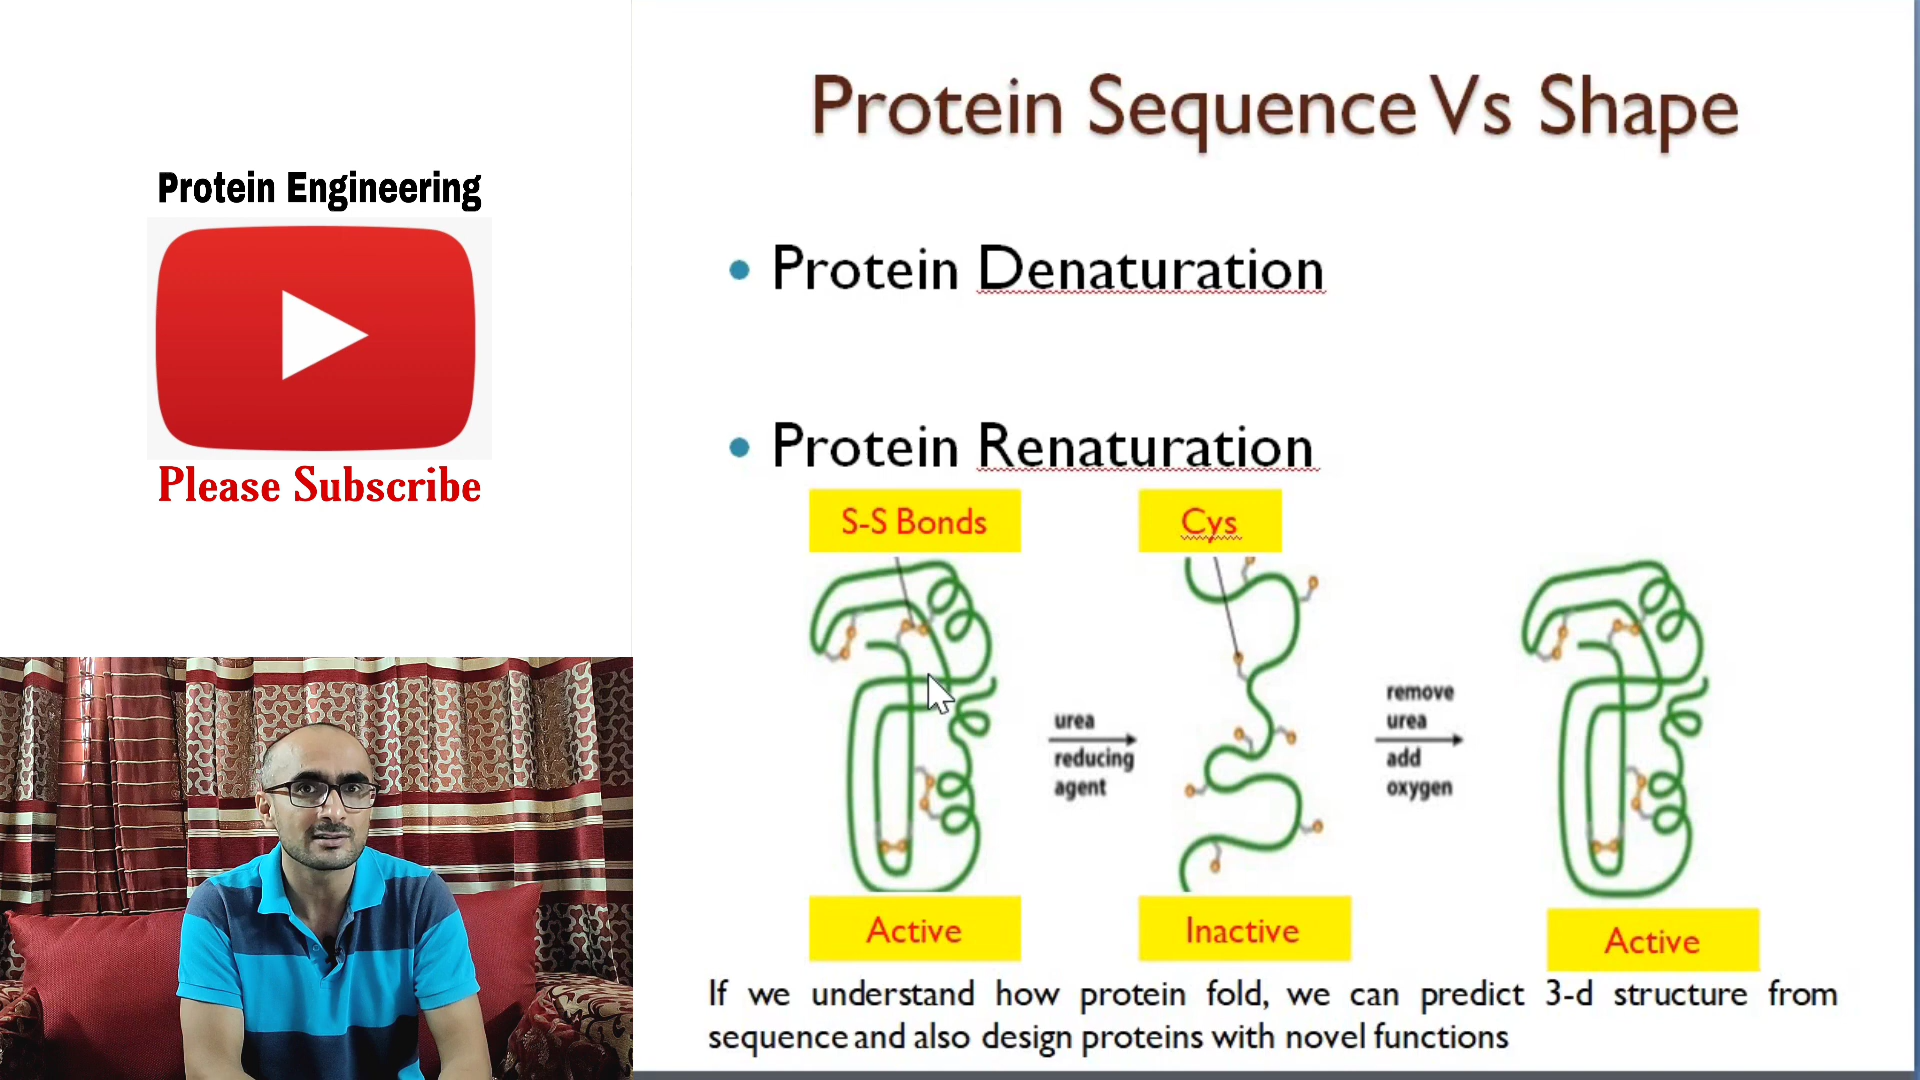 Protein Engineering
Please Subscribe
Protein Sequence Vs Shape
• Protein Denaturation
• Protein Renaturation
S-S Bonds
Cys
urea
reducing
agent
remove
urea
add
oxygen
Active
Inactive
Active
If we understand how protein fold, we can predict 3-d structure from
sequence and also design proteins with novel functions